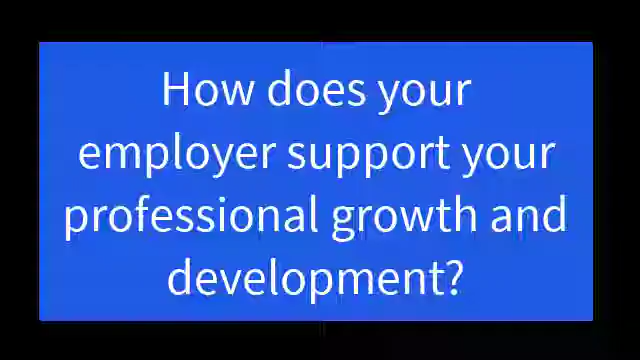 How does your
employer support your
professional growth and
development?